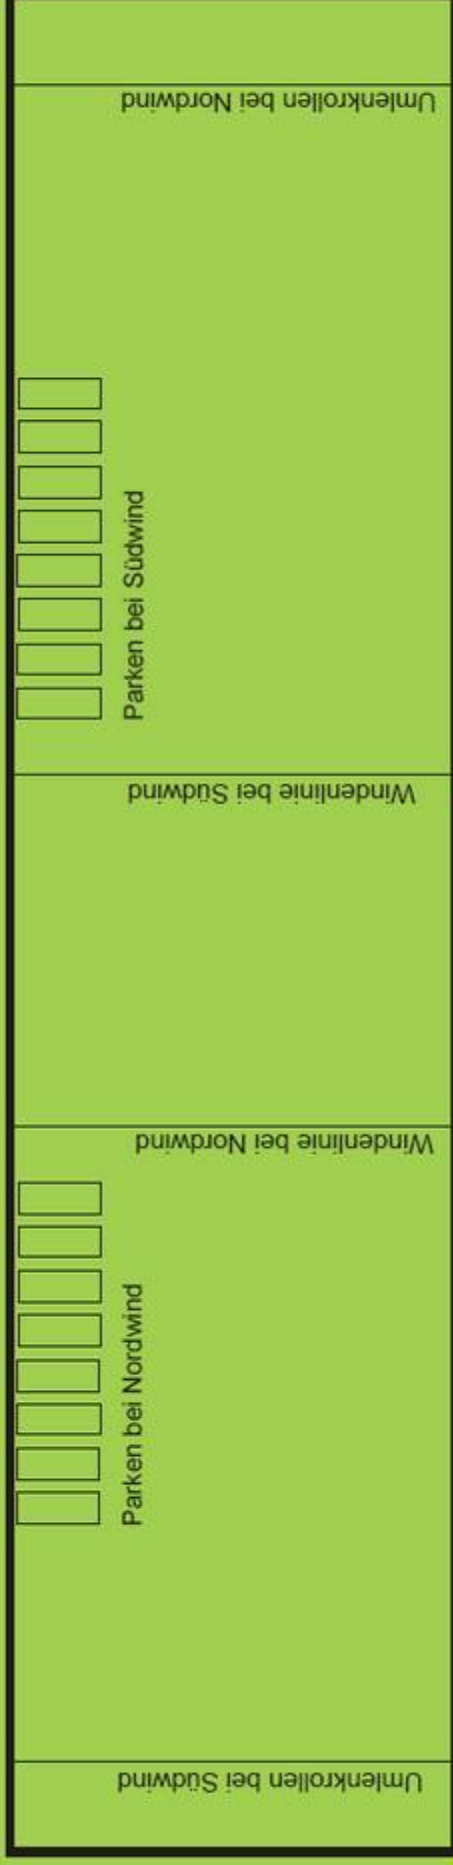 Umlenkrollen bei Nordwind
Parken bei Südwind
Windenlinie bei Südwind
Windenlinie bei Nordwind
Parken bei Nordwind
Umlenkrollen bei Südwind